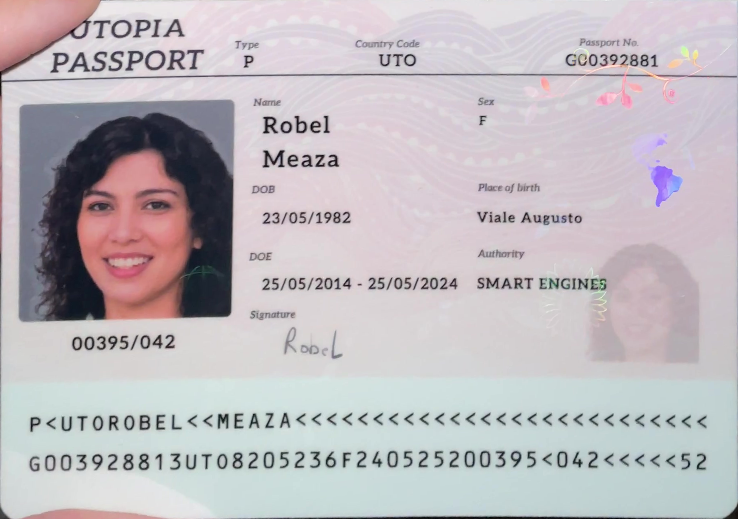 UTOPIA
PASSPORT
Type
P
Country Code
UTO
Passport No.
G00392881
Name
Robel
Meaza
Sex
F
DOB
23/05/1982
Place of birth
Viale Augusto
DOE
25/05/2014 - 25/05/2024
Authority
SMART ENGINES
Signature
Robel
00395/042
P<UTOROBEL<<MEAZA<<<<<<<<<<<<<<<<<<<<<<<<<<<
G003928813UTO8205236F240525200395<042<<<<<52